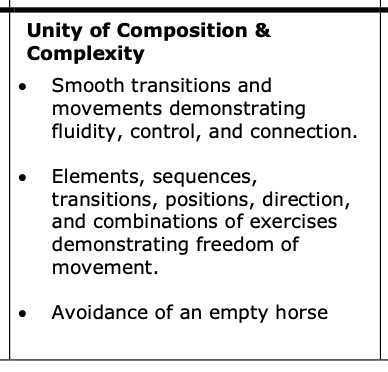 Unity of Composition &
Complexity
• Smooth transitions and
movements demonstrating
fluidity, control, and connection.
• Elements, sequences,
transitions, positions, direction,
and combinations of exercises
demonstrating freedom of
movement.
• Avoidance of an empty horse